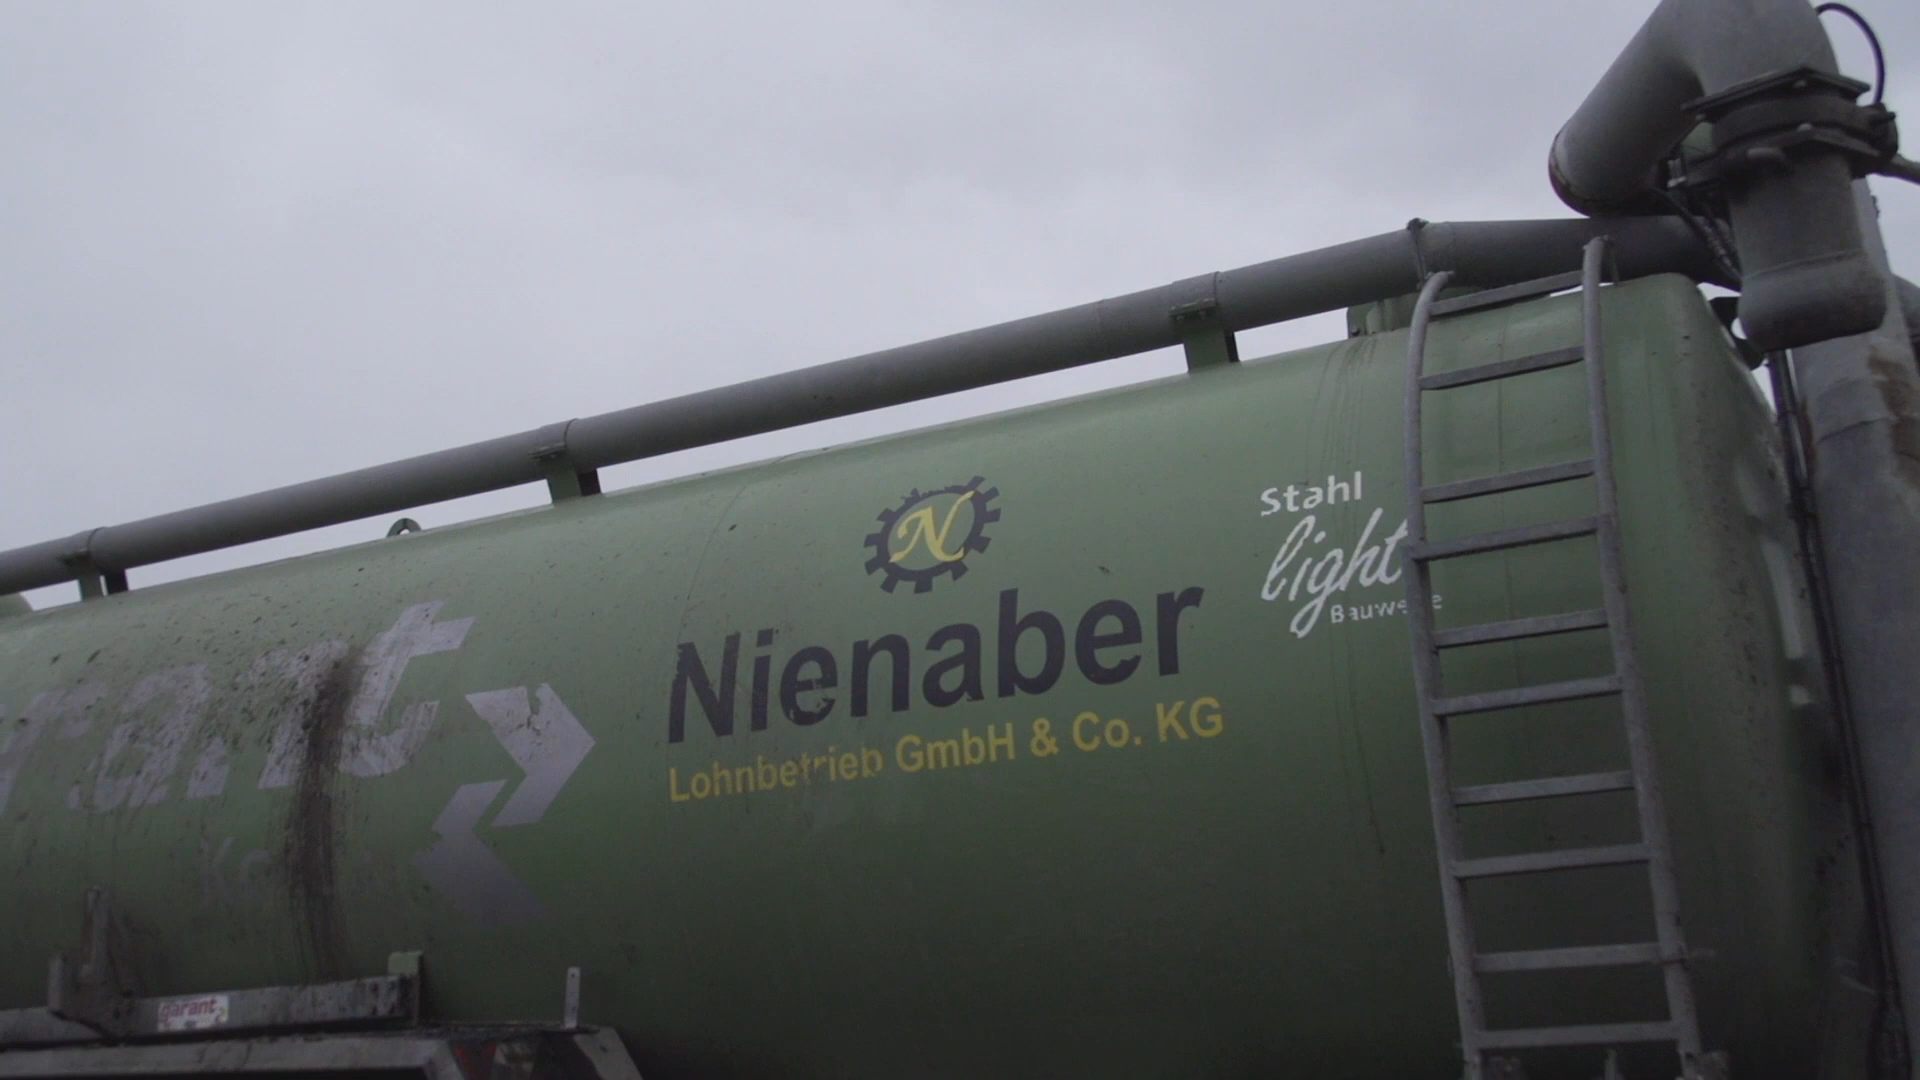 N
Nienaber
Lohnbetrieb GmbH & Co. KG
Stahl
light
garant